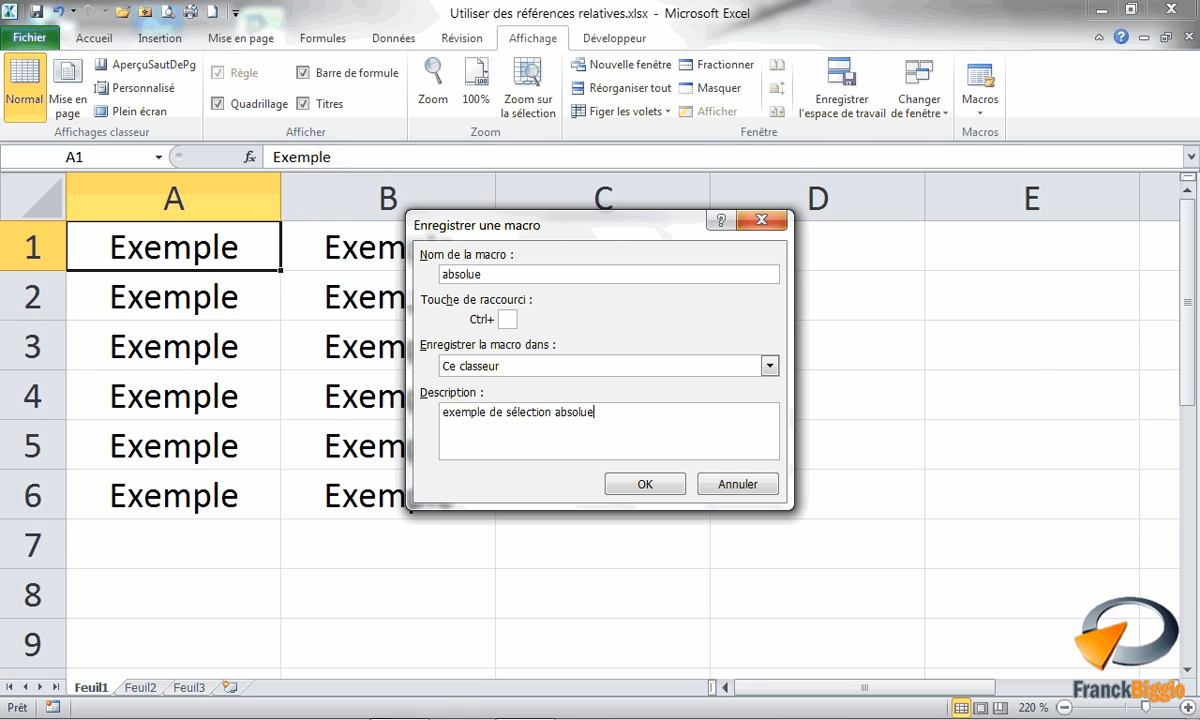 Utiliser des références relatives.xlsx - Microsoft Excel
Fichier Accueil Insertion Mise en page Formules Données Révision Affichage Développeur
Normal
Mise en page
AperçuSautDePg
Personnalisé
Plein écran
Affichages classeur
Règle
Barre de formule
Quadrillage
Titres
Afficher
Zoom
100
100%
Zoom sur la sélection
Zoom
Nouvelle fenêtre
Réorganiser tout
Figer les volets
Fractionner
Masquer
Afficher
Enregistrer l'espace de travail
Changer de fenêtre
Fenêtre
Macros
Macros
A1 fx Exemple
A B C D E
1 Exemple Exem
2 Exemple Exem
3 Exemple Exem
4 Exemple Exem
5 Exemple Exem
6 Exemple Exem
7
8
9
Enregistrer une macro
?
Nom de la macro :
absolue
Touche de raccourci :
Ctrl+
Enregistrer la macro dans :
Ce classeur
Description :
exemple de sélection absolue
OK Annuler
FranckBiggio
Feuil1 Feuil2 Feuil3
Prêt
220 %